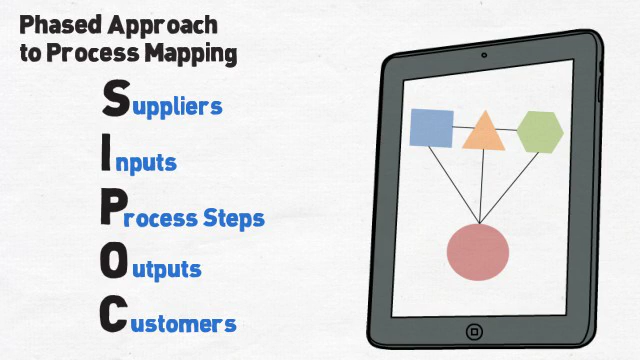 Phased Approach
to Process Mapping
Suppliers
Inputs
Process Steps
Outputs
Customers